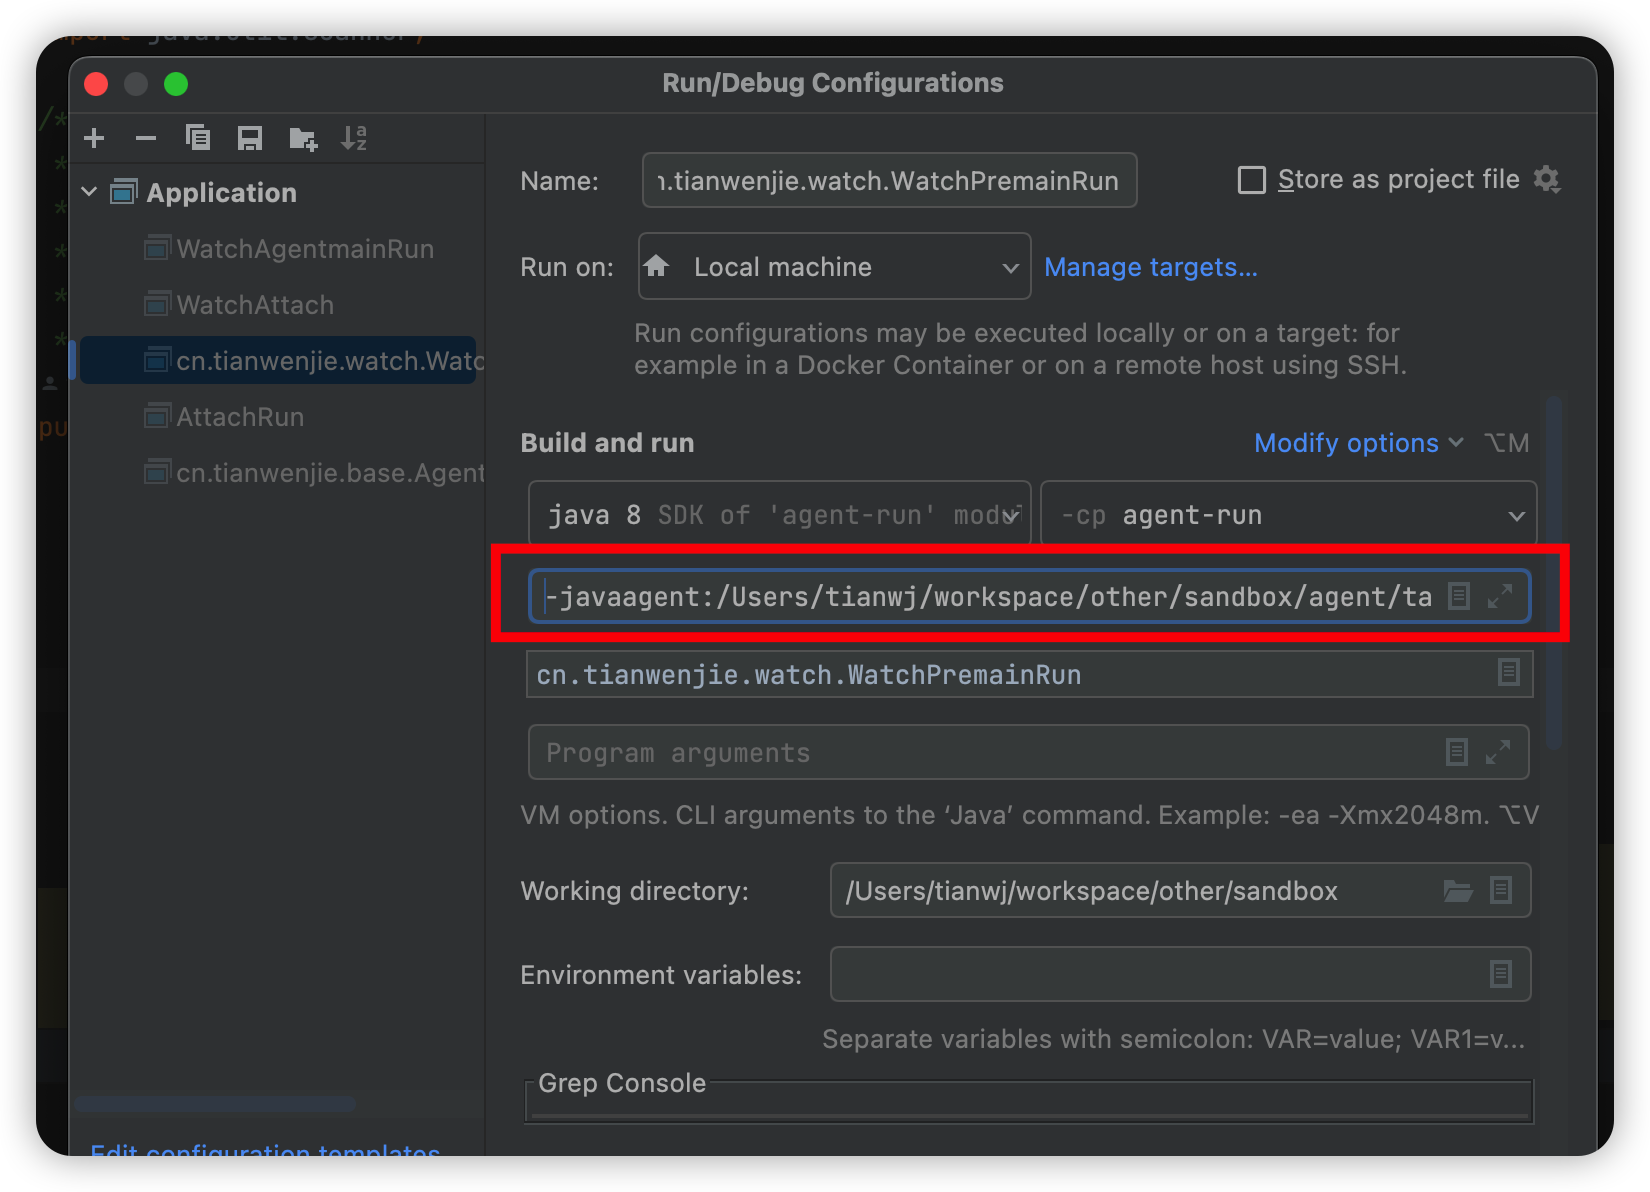 Run/Debug Configurations
Application
WatchAgentmainRun
WatchAttach
cn.tianwenjie.watch.Watc
AttachRun
cn.tianwenjie.base.Agent
Edit configuration templates
Name:
.tianwenjie.watch.WatchPremainRun
Store as project file
Run on:
Local machine
Manage targets...
Run configurations may be executed locally or on a target: for
example in a Docker Container or on a remote host using SSH.
Build and run
Modify options
⌥M
java 8 SDK of 'agent-run' modul
-cp agent-run
-javaagent:/Users/tianwj/workspace/other/sandbox/agent/ta
cn.tianwenjie.watch.WatchPremainRun
Program arguments
VM options. CLI arguments to the ‘Java’ command. Example: -ea -Xmx2048m. ⌥V
Working directory:
/Users/tianwj/workspace/other/sandbox
Environment variables:
Separate variables with semicolon: VAR=value; VAR1=v...
Grep Console
/*
*
*
*
*
*
pu